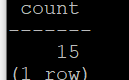 count
-------
15
(1 row)